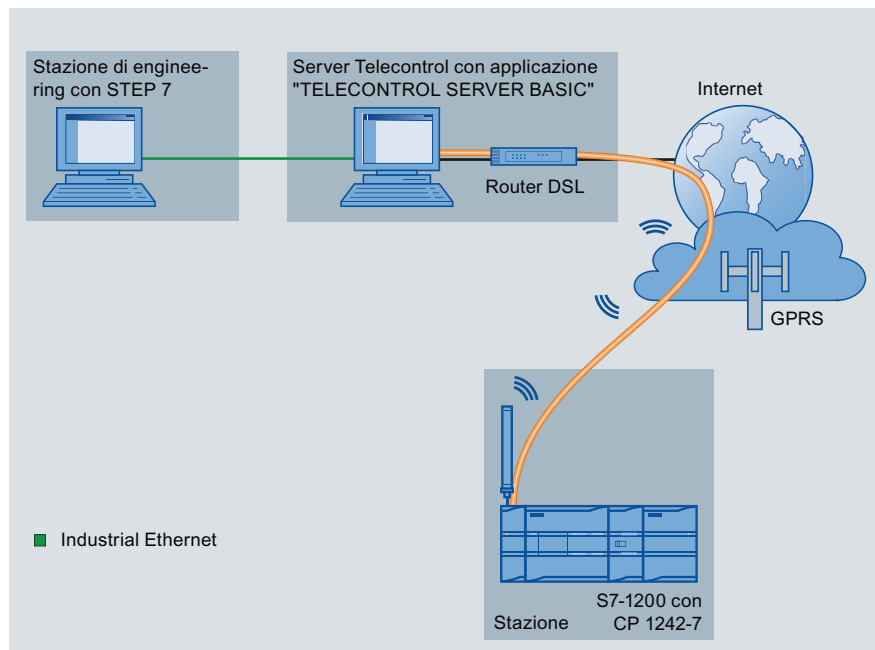 Stazione di enginee-
ring con STEP 7
Server Telecontrol con applicazione
"TELECONTROL SERVER BASIC"
Internet
Router DSL
GPRS
Industrial Ethernet
S7-1200 con
Stazione CP 1242-7